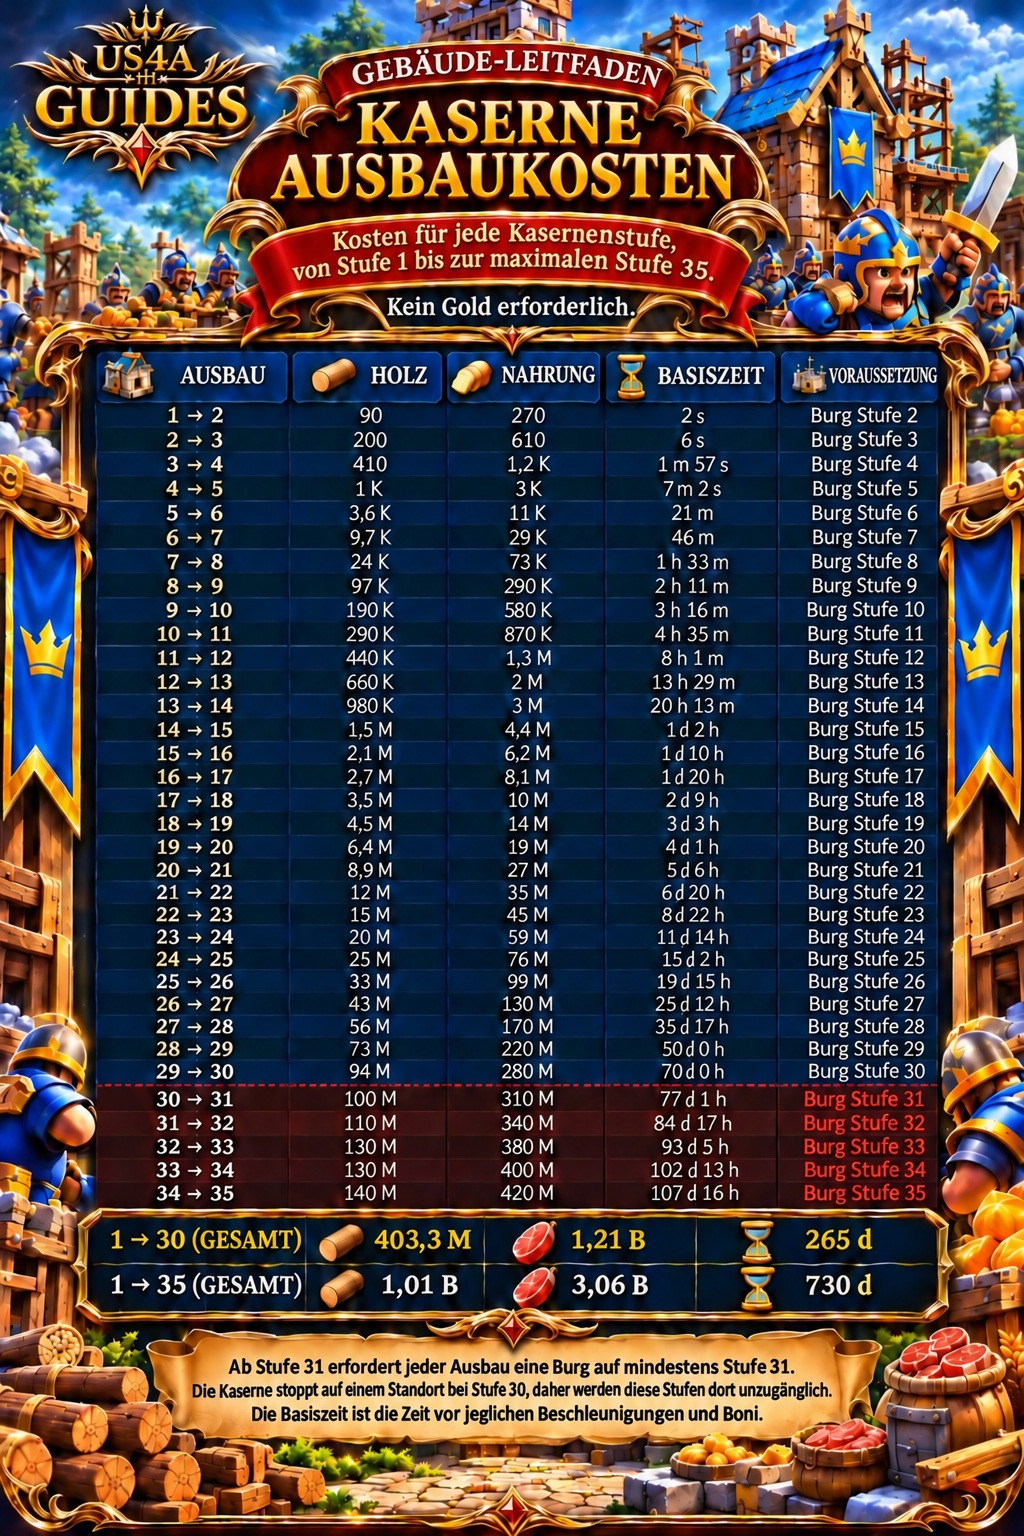 US4A
GUIDES
GEBÄUDE-LEITFADEN
KASERNE
AUSBAUKOSTEN
Kosten für jede Kasernenstufe,
von Stufe 1 bis zur maximalen Stufe 35.
Kein Gold erforderlich.
AUSBAU HOLZ NAHRUNG BASISZEIT VORAUSSETZUNG
1 → 2 90 270 2 s Burg Stufe 2
2 → 3 200 610 6 s Burg Stufe 3
3 → 4 410 1,2 K 1 m 57 s Burg Stufe 4
4 → 5 1 K 3 K 7 m 2 s Burg Stufe 5
5 → 6 3,6 K 11 K 21 m Burg Stufe 6
6 → 7 9,7 K 29 K 46 m Burg Stufe 7
7 → 8 24 K 73 K 1 h 33 m Burg Stufe 8
8 → 9 97 K 290 K 2 h 11 m Burg Stufe 9
9 → 10 190 K 580 K 3 h 16 m Burg Stufe 10
10 → 11 290 K 870 K 4 h 35 m Burg Stufe 11
11 → 12 440 K 1,3 M 8 h 1 m Burg Stufe 12
12 → 13 660 K 2 M 13 h 29 m Burg Stufe 13
13 → 14 980 K 3 M 20 h 13 m Burg Stufe 14
14 → 15 1,5 M 4,4 M 1 d 2 h Burg Stufe 15
15 → 16 2,1 M 6,2 M 1 d 10 h Burg Stufe 16
16 → 17 2,7 M 8,1 M 1 d 20 h Burg Stufe 17
17 → 18 3,5 M 10 M 2 d 9 h Burg Stufe 18
18 → 19 4,5 M 14 M 3 d 3 h Burg Stufe 19
19 → 20 6,4 M 19 M 4 d 1 h Burg Stufe 20
20 → 21 8,9 M 27 M 5 d 6 h Burg Stufe 21
21 → 22 12 M 35 M 6 d 20 h Burg Stufe 22
22 → 23 15 M 45 M 8 d 22 h Burg Stufe 23
23 → 24 20 M 59 M 11 d 14 h Burg Stufe 24
24 → 25 25 M 76 M 15 d 2 h Burg Stufe 25
25 → 26 33 M 99 M 19 d 15 h Burg Stufe 26
26 → 27 43 M 130 M 25 d 12 h Burg Stufe 27
27 → 28 56 M 170 M 35 d 17 h Burg Stufe 28
28 → 29 73 M 220 M 50 d 0 h Burg Stufe 29
29 → 30 94 M 280 M 70 d 0 h Burg Stufe 30
30 → 31 100 M 310 M 77 d 1 h Burg Stufe 31
31 → 32 110 M 340 M 84 d 17 h Burg Stufe 32
32 → 33 130 M 380 M 93 d 5 h Burg Stufe 33
33 → 34 130 M 400 M 102 d 13 h Burg Stufe 34
34 → 35 140 M 420 M 107 d 16 h Burg Stufe 35
1 → 30 (GESAMT) 403,3 M 1,21 B 265 d
1 → 35 (GESAMT) 1,01 B 3,06 B 730 d
Ab Stufe 31 erfordert jeder Ausbau eine Burg auf mindestens Stufe 31.
Die Kaserne stoppt auf einem Standort bei Stufe 30, daher werden diese Stufen dort unzugänglich.
Die Basiszeit ist die Zeit vor jeglichen Beschleunigungen und Boni.